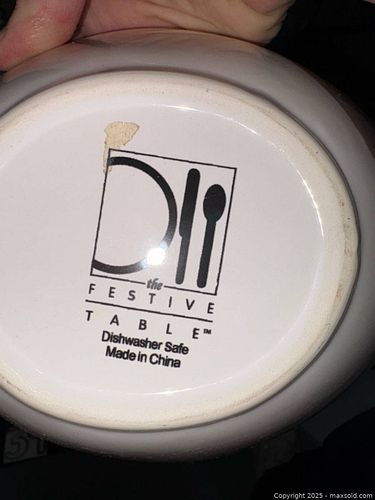 the
FESTIVE
TABLE™
Dishwasher Safe
Made in China
Copyright 2025 - maxsold.com